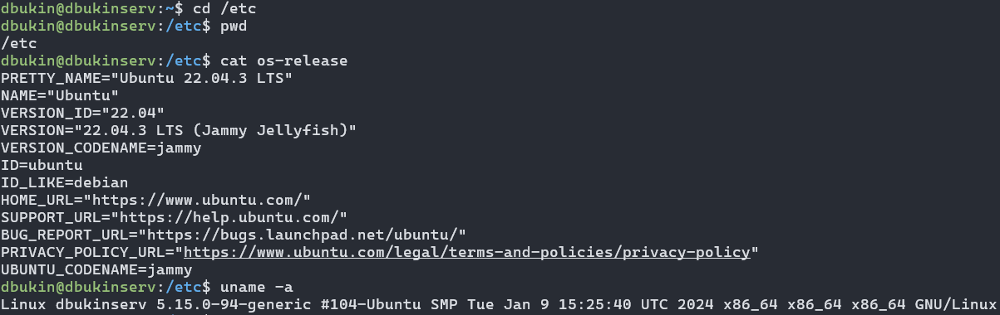 dbukin@dbukinserv:~$ cd /etc
dbukin@dbukinserv:/etc$ pwd
/etc
dbukin@dbukinserv:/etc$ cat os-release
PRETTY_NAME="Ubuntu 22.04.3 LTS"
NAME="Ubuntu"
VERSION_ID="22.04"
VERSION="22.04.3 LTS (Jammy Jellyfish)"
VERSION_CODENAME=jammy
ID=ubuntu
ID_LIKE=debian
HOME_URL="https://www.ubuntu.com/"
SUPPORT_URL="https://help.ubuntu.com/"
BUG_REPORT_URL="https://bugs.launchpad.net/ubuntu/"
PRIVACY_POLICY_URL="https://www.ubuntu.com/legal/terms-and-policies/privacy-policy"
UBUNTU_CODENAME=jammy
dbukin@dbukinserv:/etc$ uname -a
Linux dbukinserv 5.15.0-94-generic #104-Ubuntu SMP Tue Jan 9 15:25:40 UTC 2024 x86_64 x86_64 x86_64 GNU/Linux